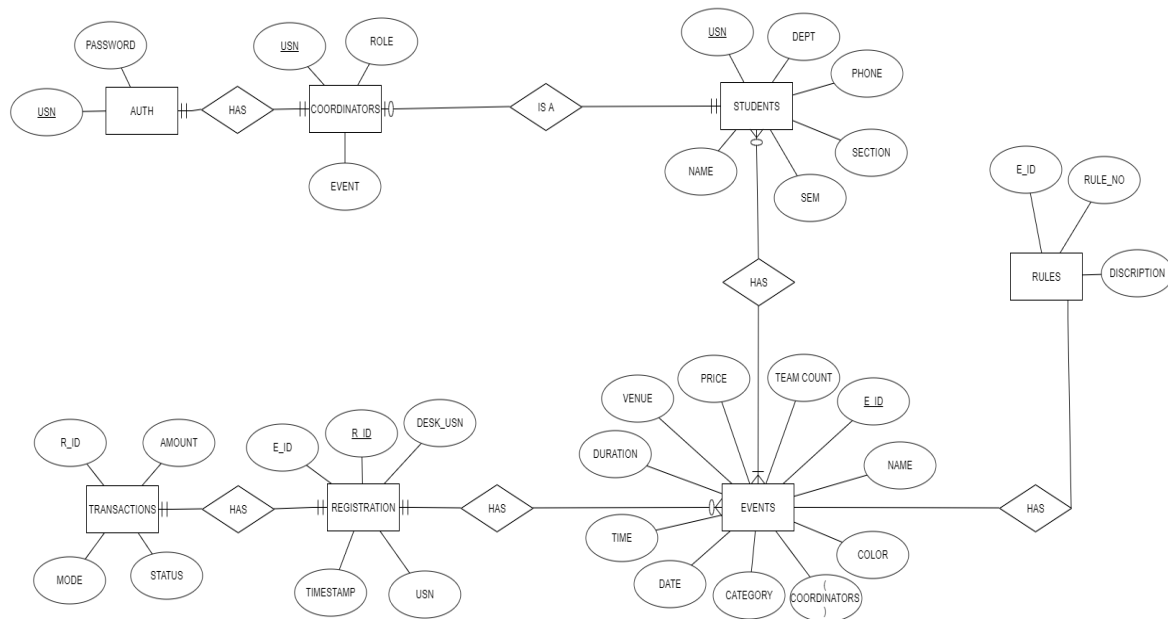 USN
DEPT
PASSWORD
USN
ROLE
PHONE
USN
AUTH
HAS
COORDINATORS
IS A
STUDENTS
SECTION
NAME
EVENT
SEM
E_ID
RULE_NO
RULES
DISCRIPTION
HAS
PRICE
TEAM COUNT
VENUE
E_ID
DESK_USN
R_ID
R_ID
AMOUNT
E_ID
DURATION
NAME
TRANSACTIONS
HAS
REGISTRATION
HAS
EVENTS
HAS
TIME
COLOR
MODE
STATUS
TIMESTAMP
USN
DATE
CATEGORY
(
COORDINATORS
)